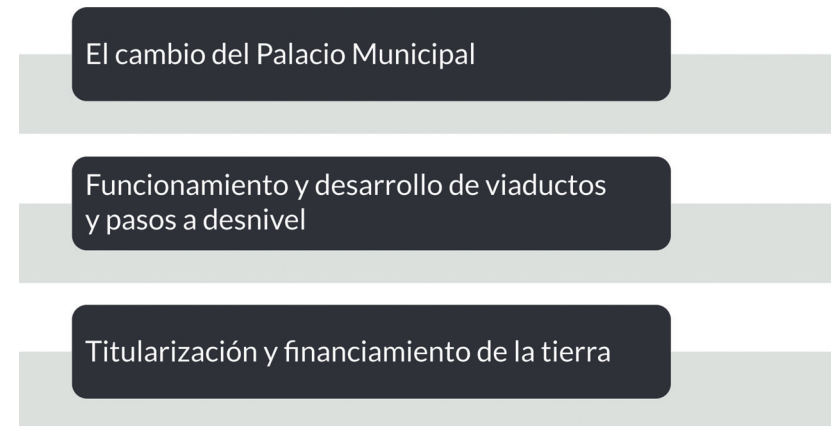 El cambio del Palacio Municipal
Funcionamiento y desarrollo de viaductos
y pasos a desnivel
Titularización y financiamiento de la tierra